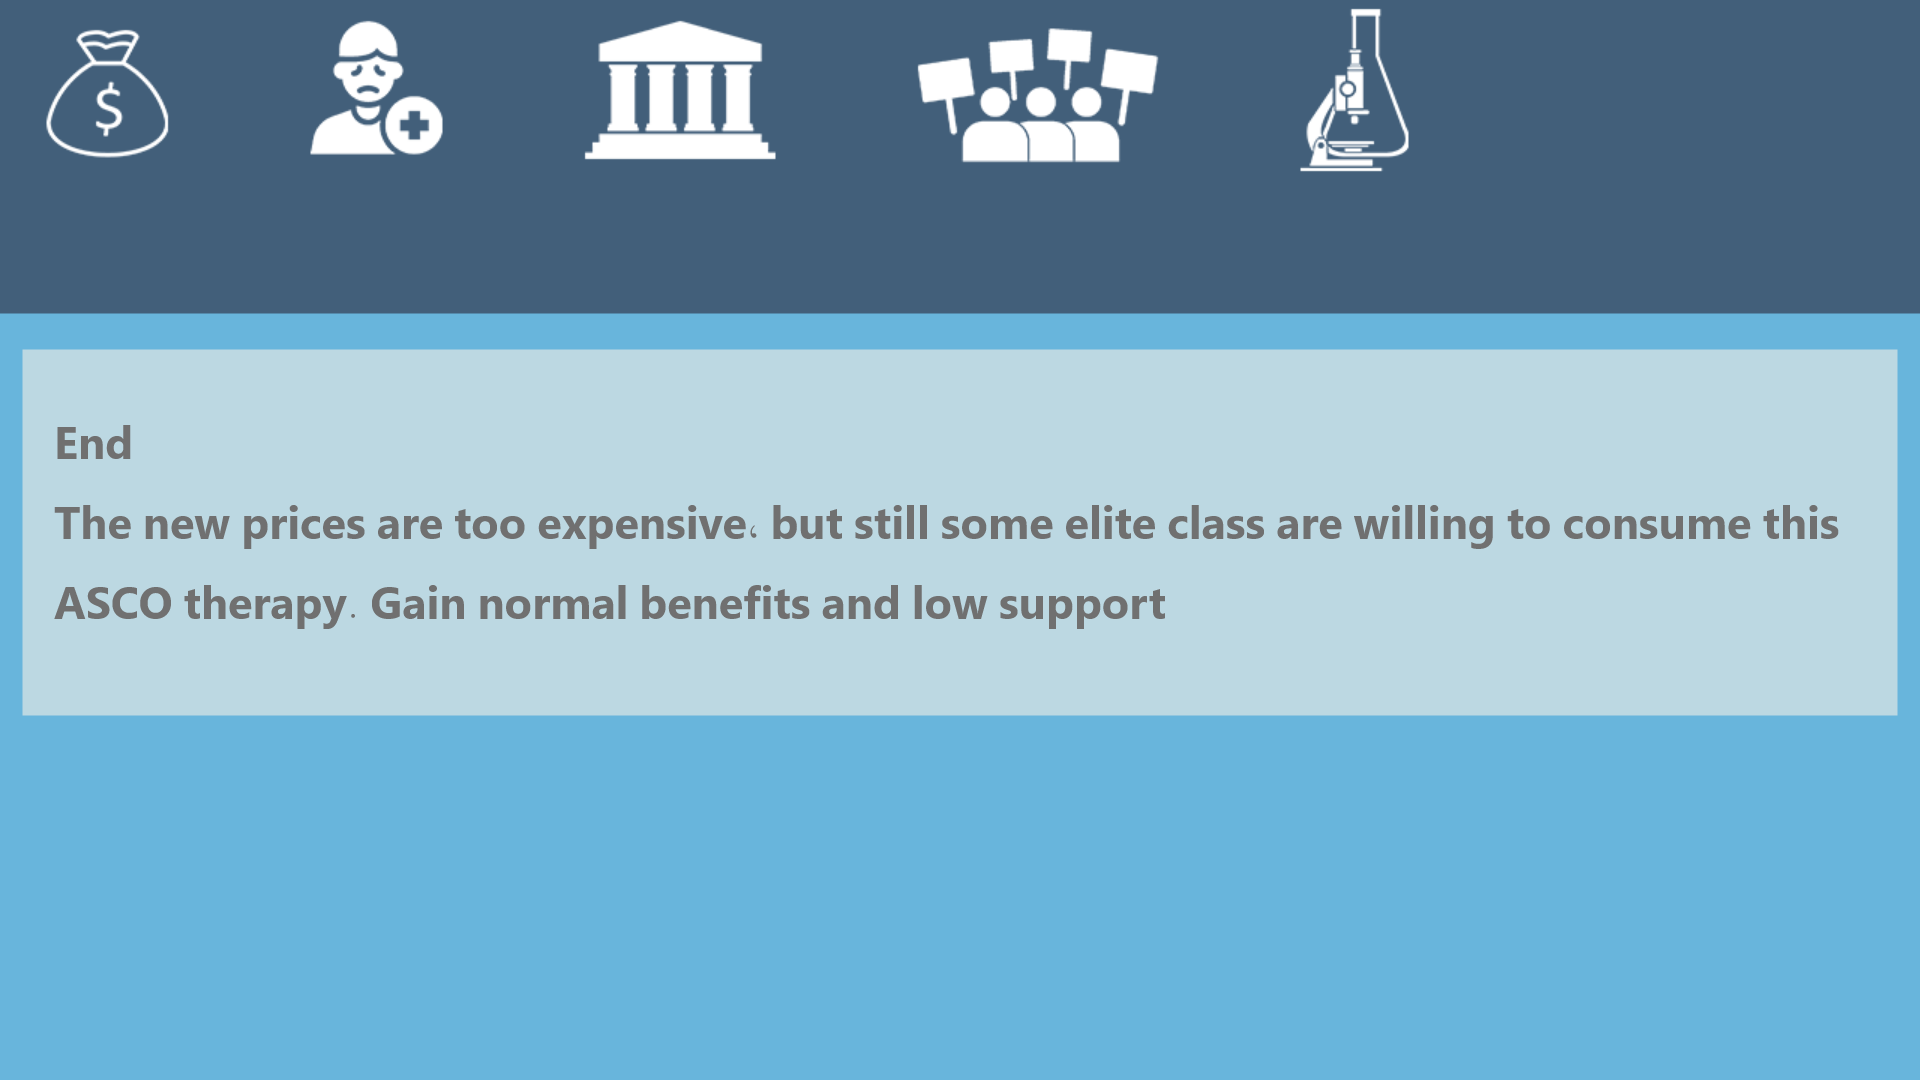 $
End
The new prices are too expensive، but still some elite class are willing to consume this
ASCO therapy. Gain normal benefits and low support